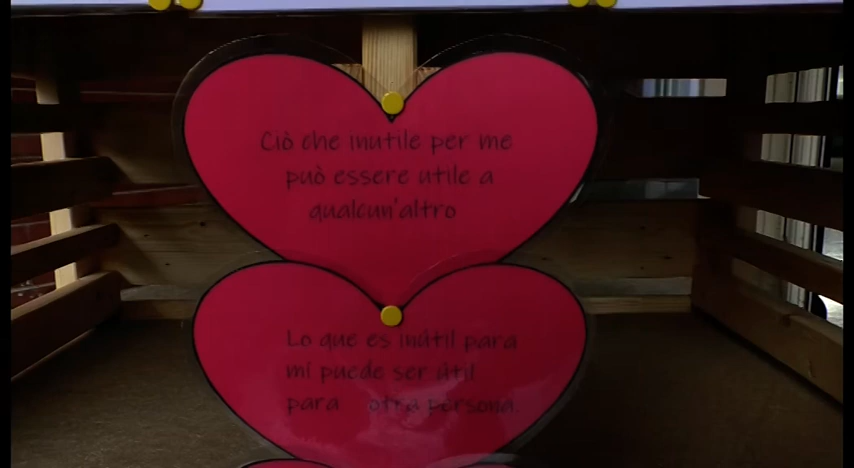 Ciò che inutile per me
può essere utile a
qualcun'altro
Lo que es inútil para
mí puede ser útil
para otra persona.